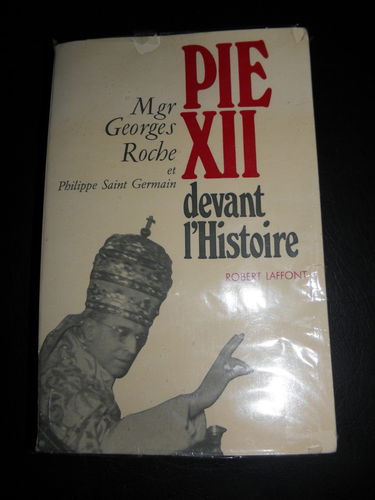 PIE
XII
devant
l'Histoire
Mgr
Georges
Roche
et
Philippe Saint Germain
ROBERT LAFFONT